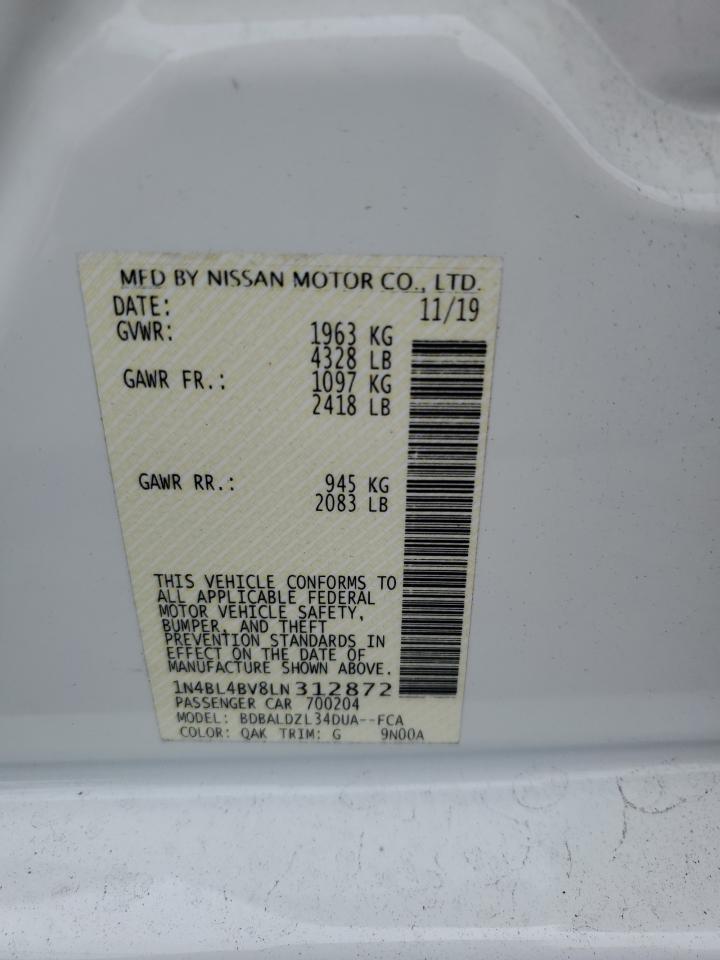 MFD BY NISSAN MOTOR CO., LTD.
DATE: 11/19
GVWR: 1963 KG
4328 LB
GAWR FR.: 1097 KG
2418 LB
GAWR RR.: 945 KG
2083 LB
THIS VEHICLE CONFORMS TO
ALL APPLICABLE FEDERAL
MOTOR VEHICLE SAFETY,
BUMPER, AND THEFT
PREVENTION STANDARDS IN
EFFECT ON THE DATE OF
MANUFACTURE SHOWN ABOVE.
1N4BL4BV8LN312872
PASSENGER CAR 700204
MODEL: BDBALDZL34DUA--FCA
COLOR: QAK TRIM: G 9N00A